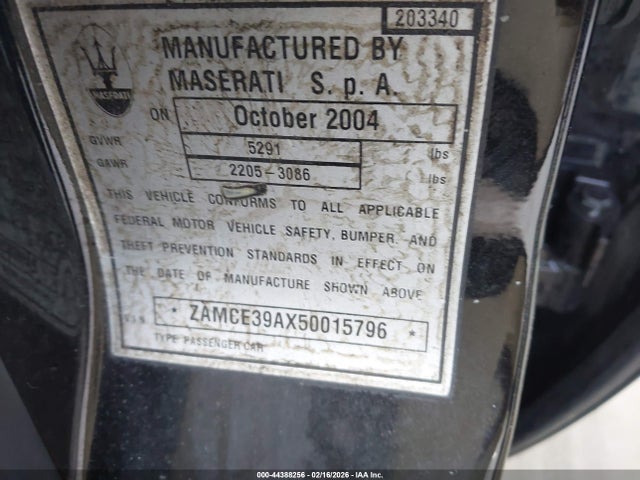 203340
MASERATI
MANUFACTURED BY
MASERATI S. p. A.
ON October 2004
GVWR 5291 lbs
GAWR 2205-3086 lbs
THIS VEHICLE CONFORMS TO ALL APPLICABLE
FEDERAL MOTOR VEHICLE SAFETY, BUMPER, AND
THEFT PREVENTION STANDARDS IN EFFECT ON
THE DATE OF MANUFACTURE SHOWN ABOVE
V.I.N. * ZAMCE39AX50015796 *
TYPE PASSENGER CAR
000-44388256 - 02/16/2026 - IAA Inc.